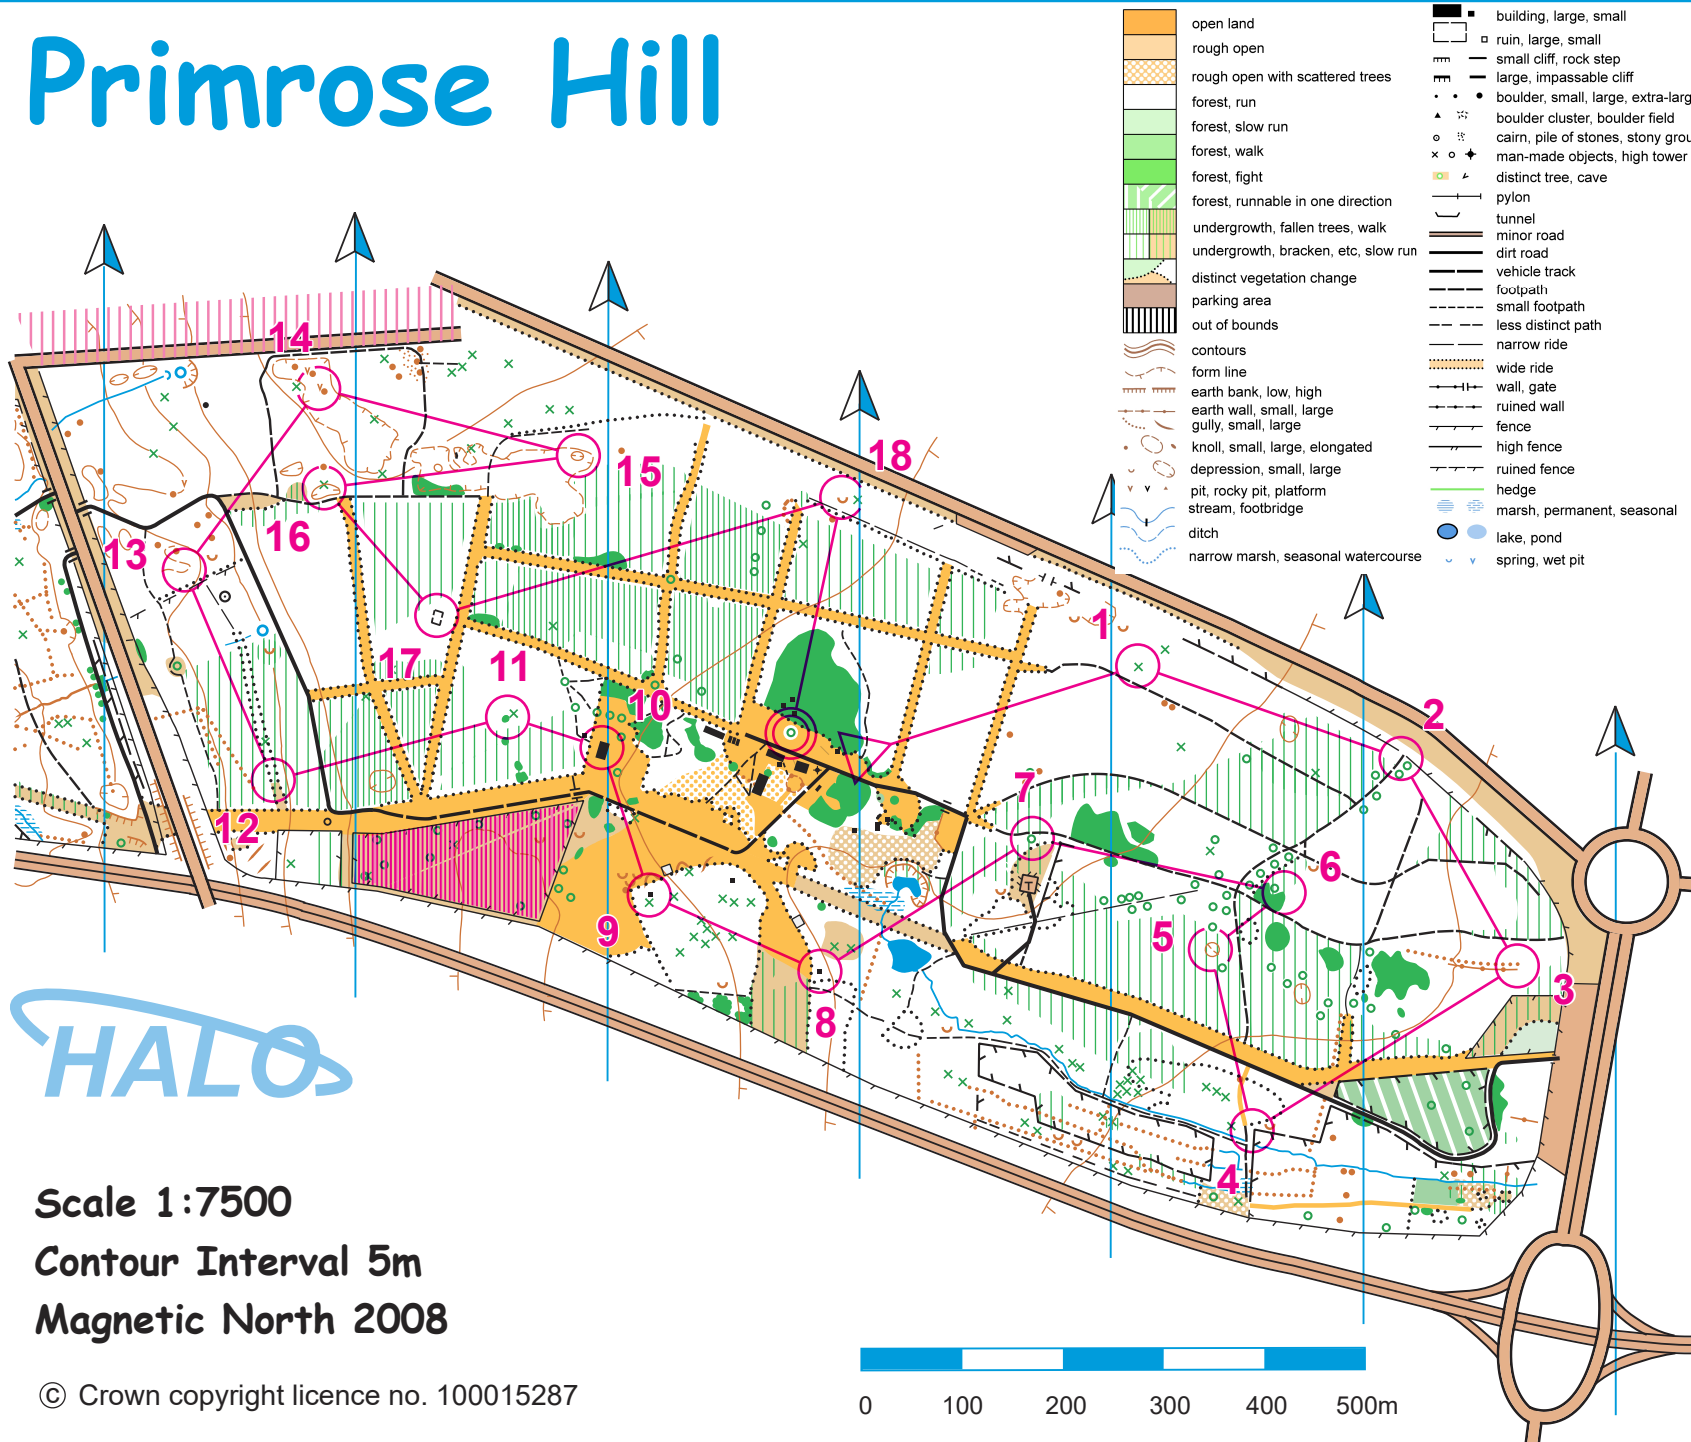 Primrose Hill
open land
rough open
rough open with scattered trees
forest, run
forest, slow run
forest, walk
forest, fight
forest, runnable in one direction
undergrowth, fallen trees, walk
undergrowth, bracken, etc, slow run
distinct vegetation change
parking area
out of bounds
contours
form line
earth bank, low, high
earth wall, small, large
gully, small, large
knoll, small, large, elongated
depression, small, large
pit, rocky pit, platform
stream, footbridge
ditch
narrow marsh, seasonal watercourse
building, large, small
ruin, large, small
small cliff, rock step
large, impassable cliff
boulder, small, large, extra-larg
boulder cluster, boulder field
cairn, pile of stones, stony grou
man-made objects, high tower
distinct tree, cave
pylon
tunnel
minor road
dirt road
vehicle track
footpath
small footpath
less distinct path
narrow ride
wide ride
wall, gate
ruined wall
fence
high fence
ruined fence
hedge
marsh, permanent, seasonal
lake, pond
spring, wet pit
14
18
15
16
13
1
17
11
10
2
7
12
6
9
5
3
8
4
HALO
Scale 1:7500
Contour Interval 5m
Magnetic North 2008
© Crown copyright licence no. 100015287
0 100 200 300 400 500m